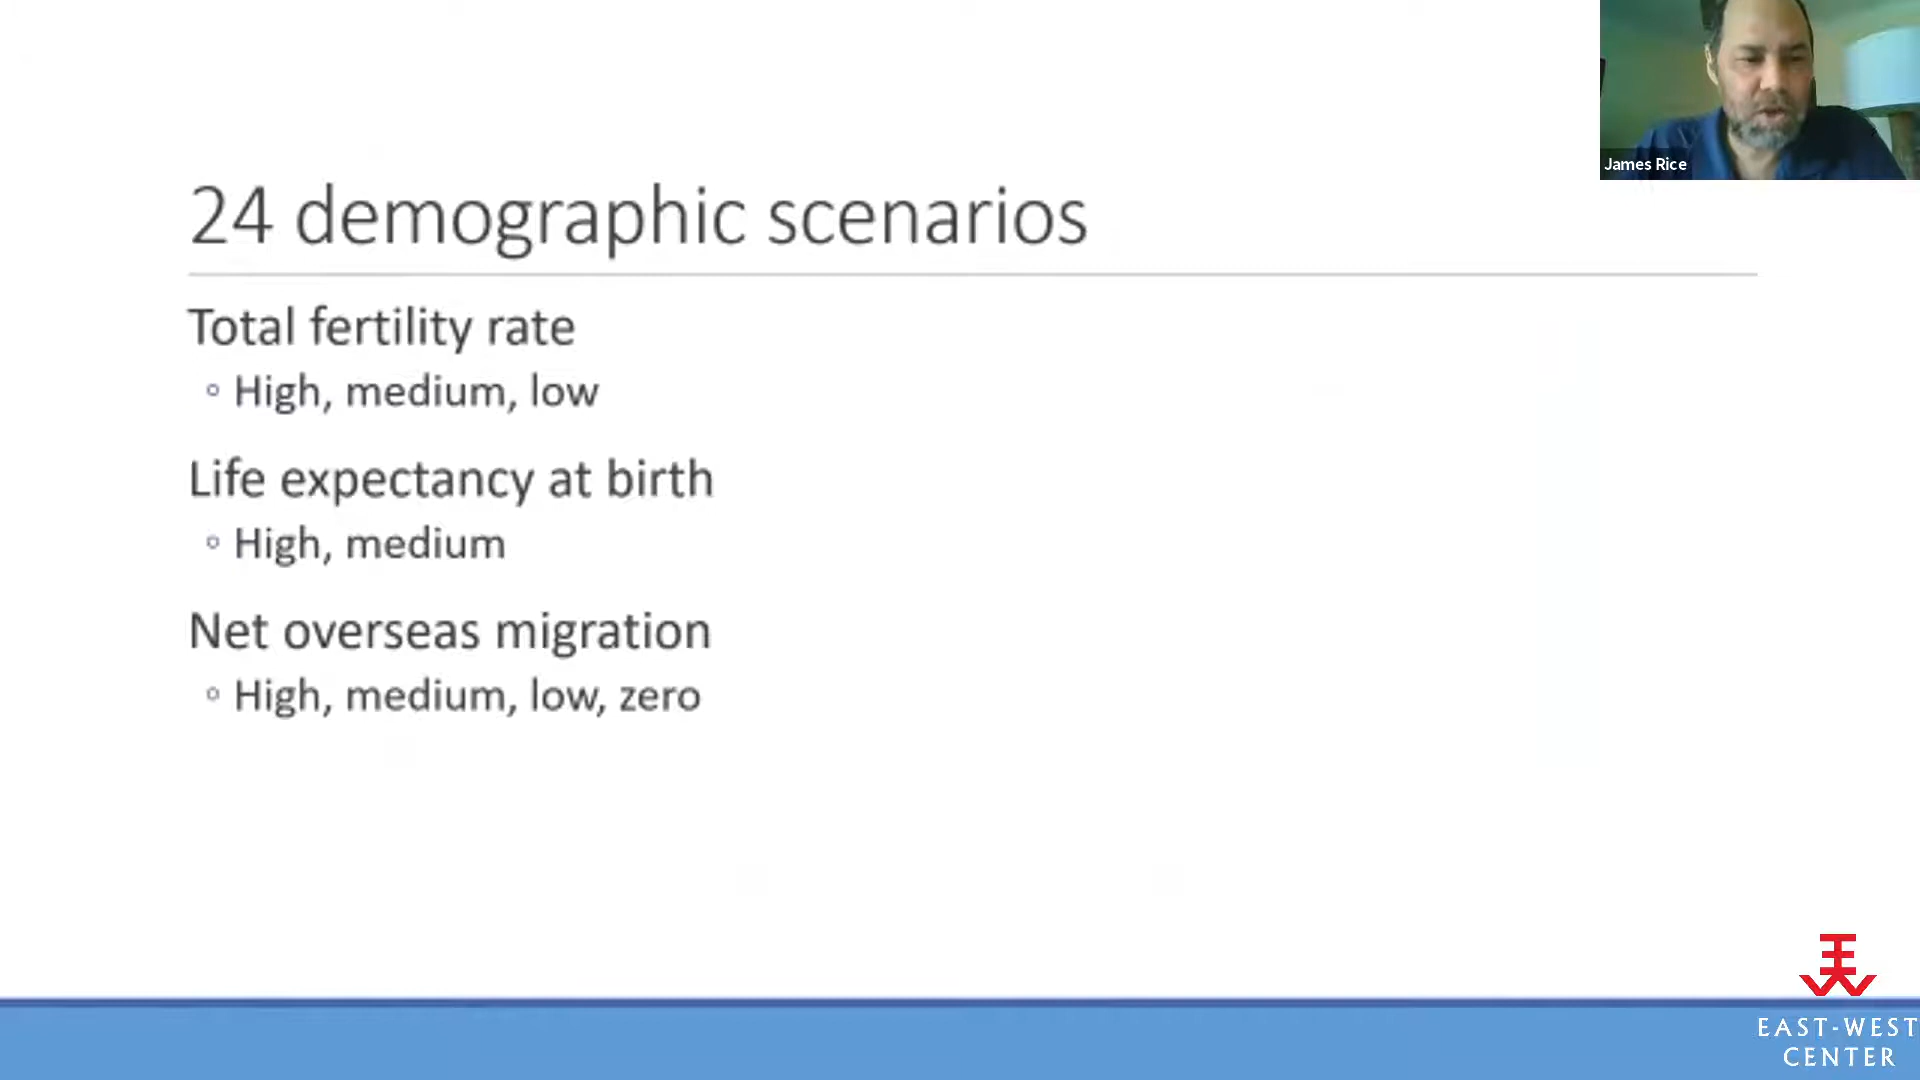 James Rice
24 demographic scenarios
Total fertility rate
◦ High, medium, low
Life expectancy at birth
◦ High, medium
Net overseas migration
◦ High, medium, low, zero
EAST-WEST
CENTER